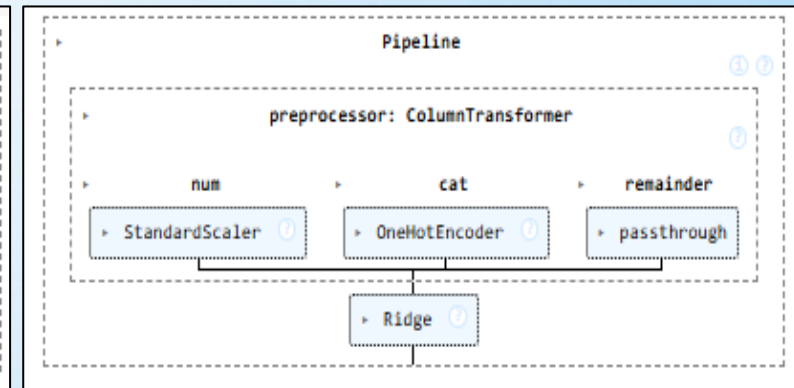 Pipeline
i ?
preprocessor: ColumnTransformer
?
num cat remainder
StandardScaler ? OneHotEncoder ? passthrough
Ridge ?